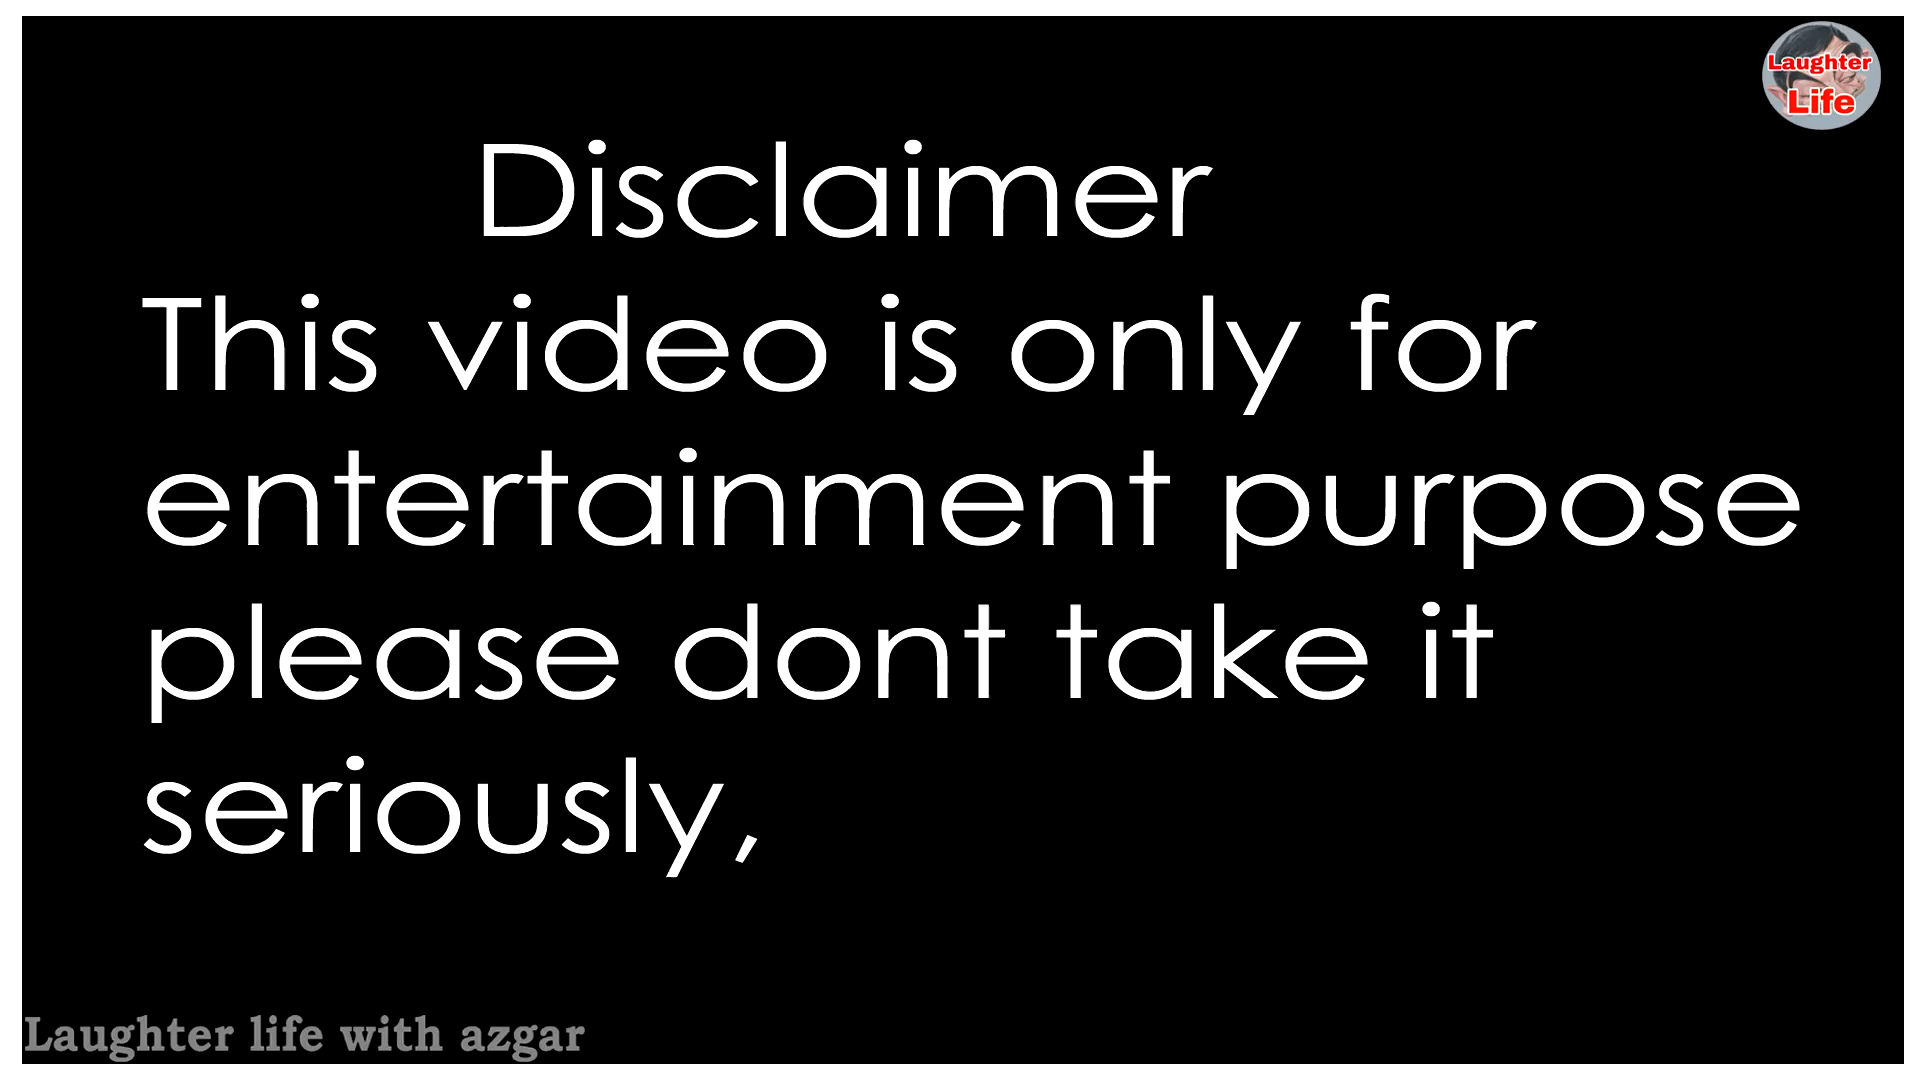 Laughter
Life
Disclaimer
This video is only for
entertainment purpose
please dont take it
seriously,
Laughter life with azgar